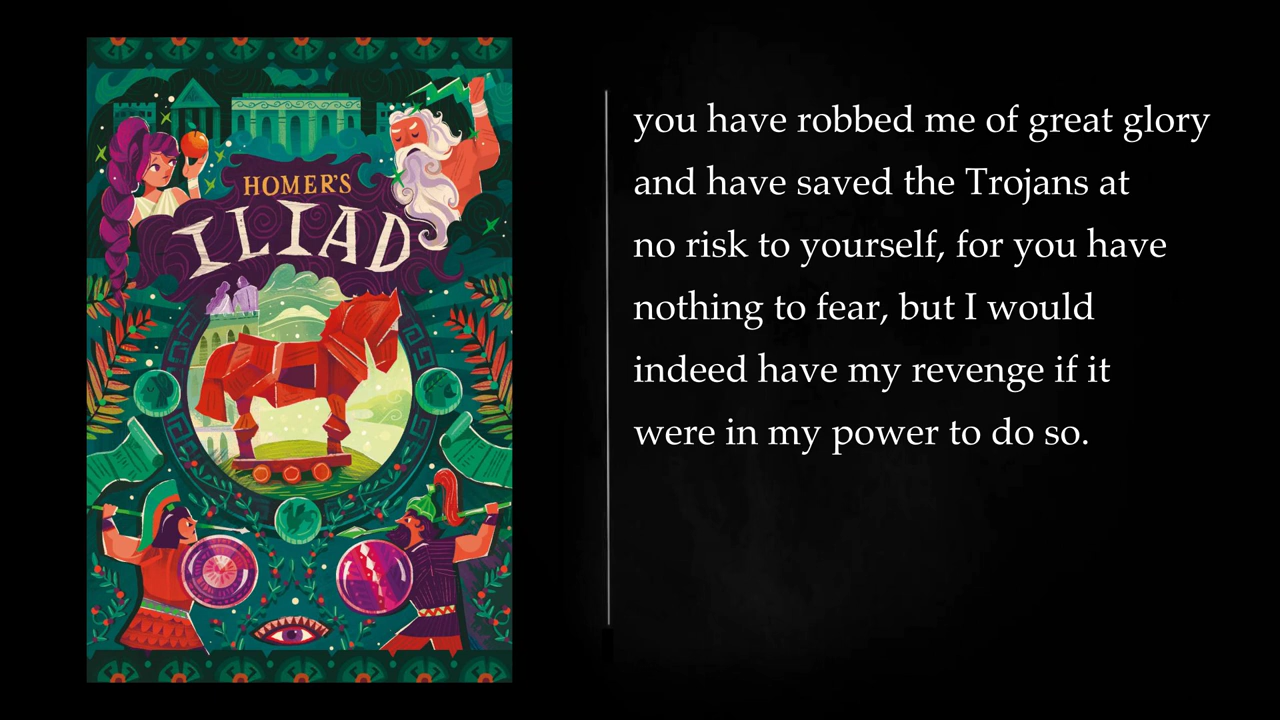 HOMER'S
ILIAD
you have robbed me of great glory
and have saved the Trojans at
no risk to yourself, for you have
nothing to fear, but I would
indeed have my revenge if it
were in my power to do so.